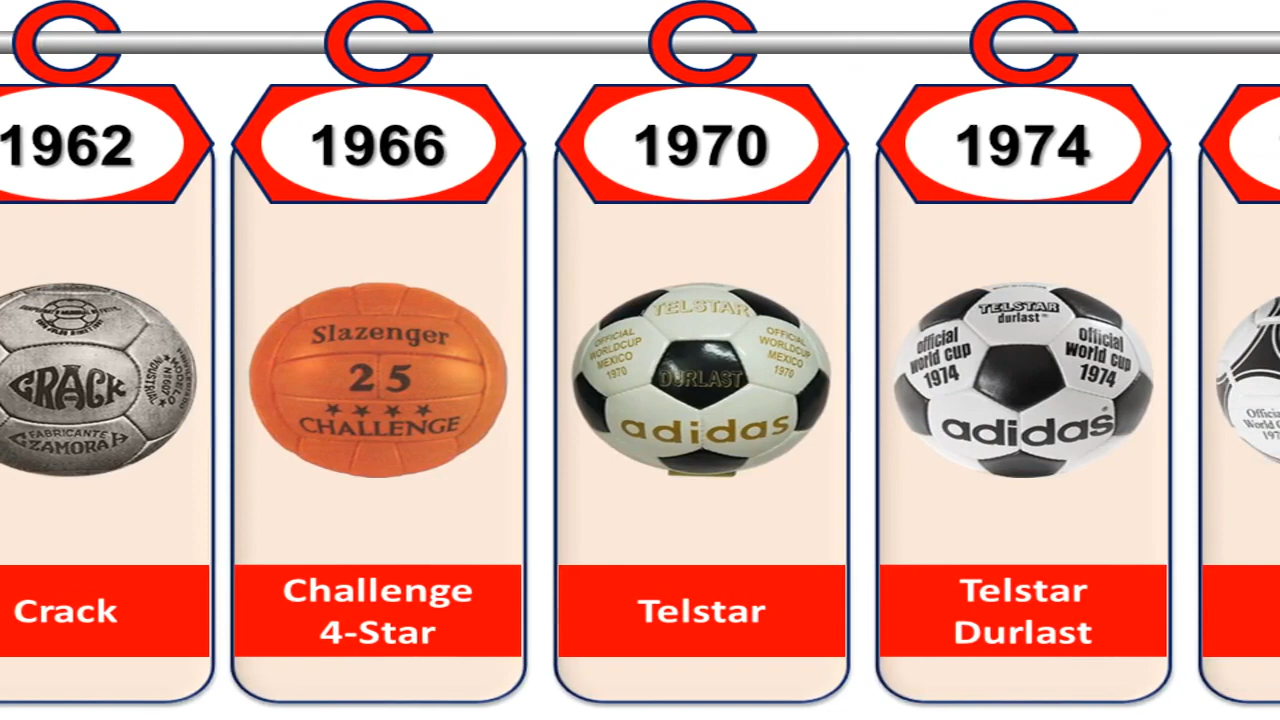 1962
1966
1970
1974
CRACK
FABRICANTE
ZAMORA
Slazenger
25
CHALLENGE
TELSTAR
OFFICIAL
WORLDCUP
MEXICO
1970
OFFICIAL
WORLDCUP
MEXICO
1970
DURLAST
adidas
TELSTAR
durlast
official
world cup
1974
official
world cup
1974
adidas
Crack
Challenge
4-Star
Telstar
Telstar
Durlast